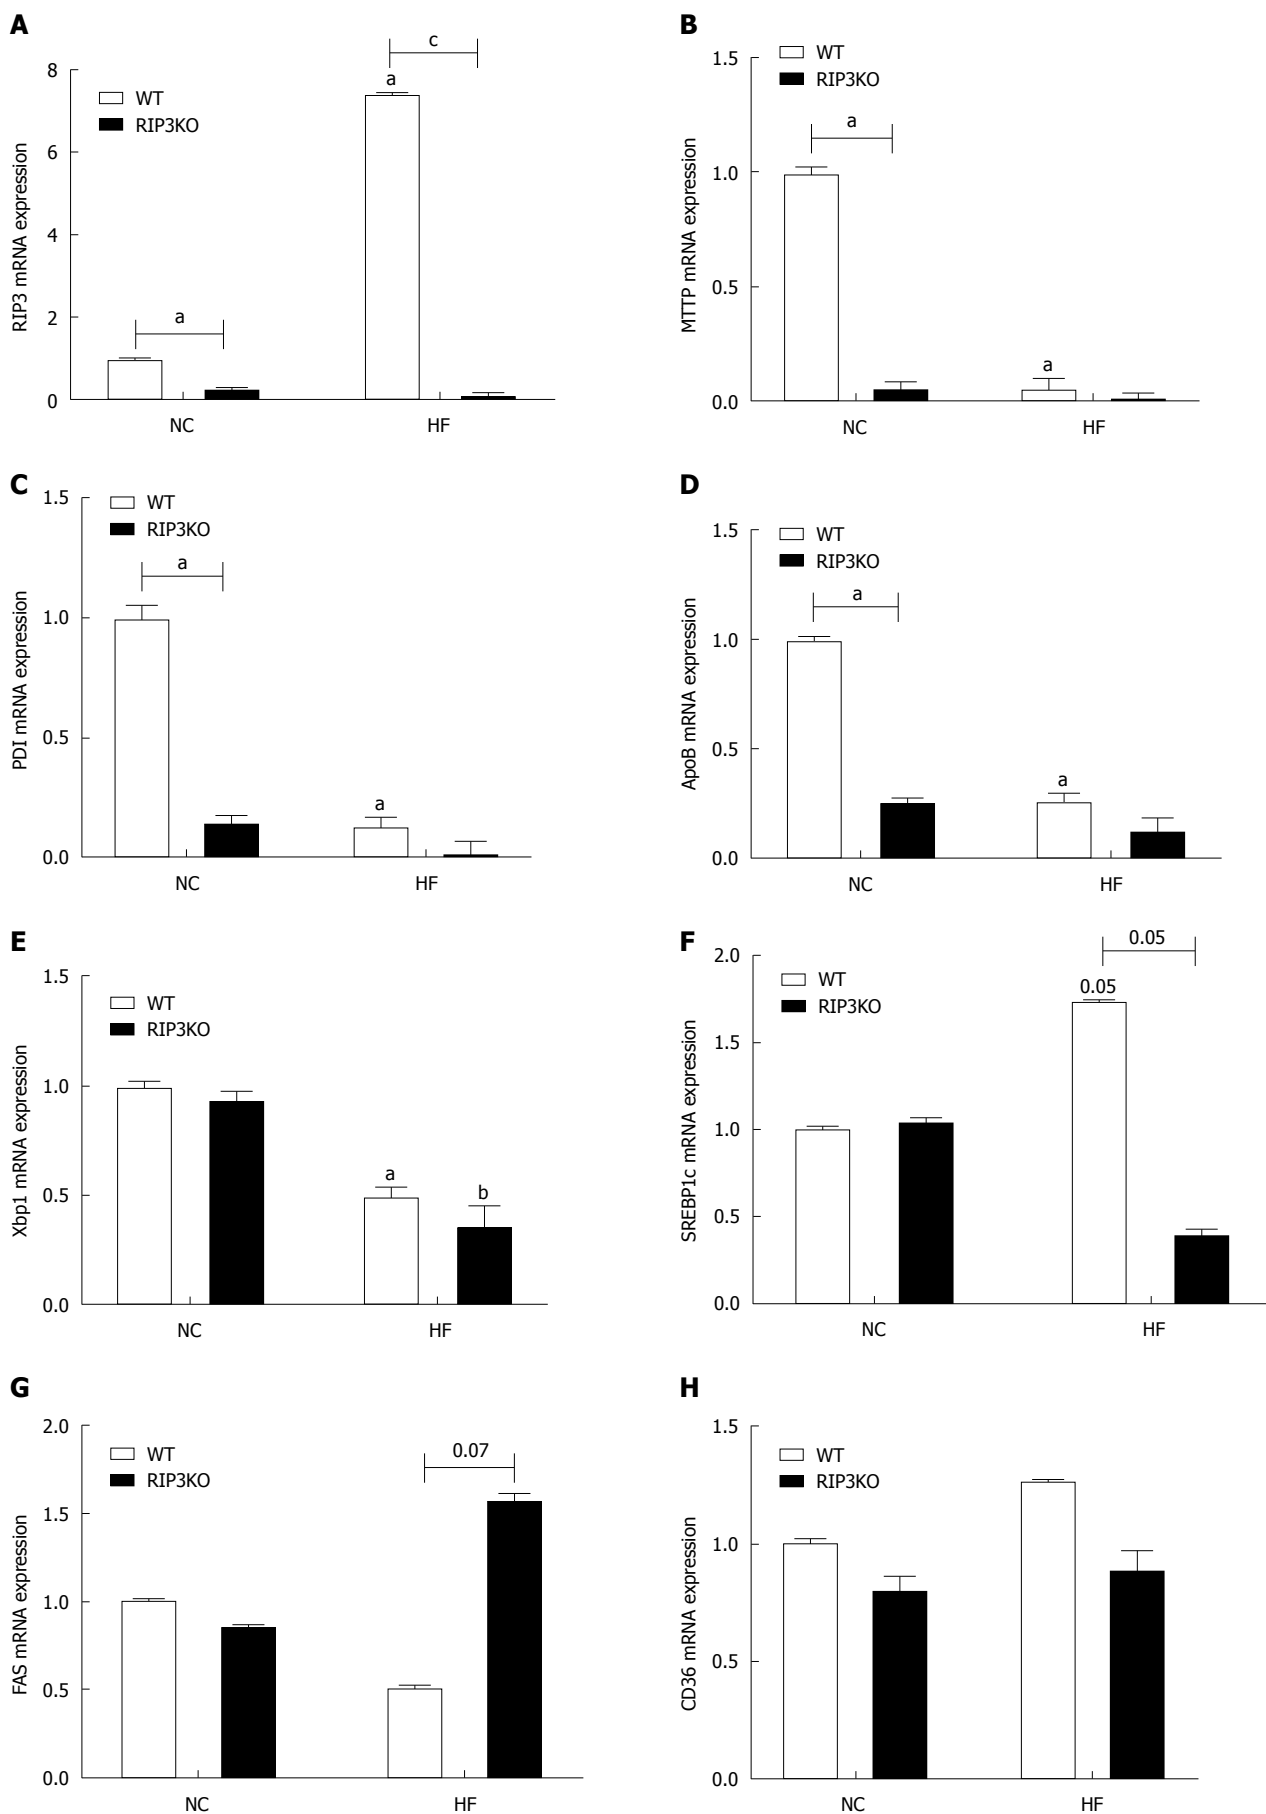 A
RIP3 mRNA expression
8
6
4
2
0
WT
RIP3KO
a
a
c
NC
HF
B
MTTP mRNA expression
1.5
1.0
0.5
0.0
WT
RIP3KO
a
a
NC
HF
C
PDI mRNA expression
1.5
1.0
0.5
0.0
WT
RIP3KO
a
a
NC
HF
D
ApoB mRNA expression
1.5
1.0
0.5
0.0
WT
RIP3KO
a
a
NC
HF
E
Xbp1 mRNA expression
1.5
1.0
0.5
0.0
WT
RIP3KO
a
b
NC
HF
F
SREBP1c mRNA expression
2.0
1.5
1.0
0.5
0.0
WT
RIP3KO
0.05
0.05
NC
HF
G
FAS mRNA expression
2.0
1.5
1.0
0.5
0.0
WT
RIP3KO
0.07
NC
HF
H
CD36 mRNA expression
1.5
1.0
0.5
0.0
WT
RIP3KO
NC
HF